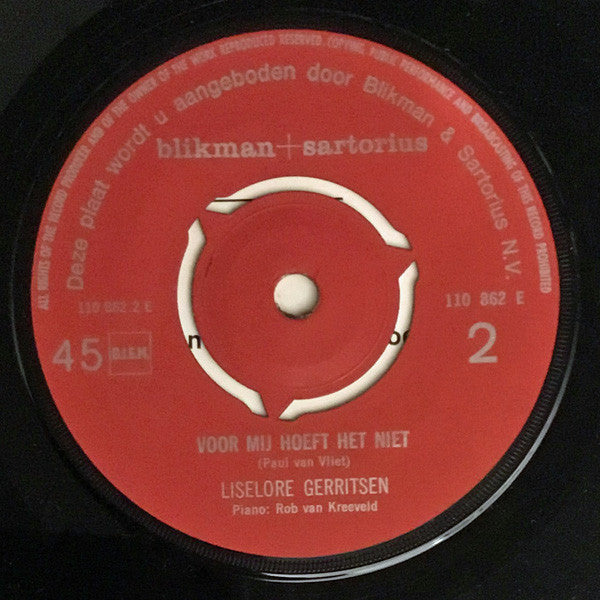 ALL RIGHTS OF THE RECORD PRODUCER AND OF THE OWNER OF THE WORK REPRODUCED RESERVED (COPYING, PUBLIC PERFORMANCE AND BROADCASTING OF THIS RECORD PROHIBITED
Deze plaat wordt u aangeboden door Blikman & Sartorius N.V.
blikman+sartorius
110 862 2 E
110 862 E
45
B.I.E.M.
2
n
VOOR MIJ HOEFT HET NIET
(Paul van Vliet)
LISELORE GERRITSEN
Piano: Rob van Kreeveld